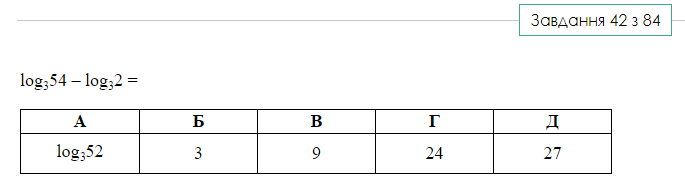 Завдання 42 з 84
log₃54 – log₃2 =
А Б В Г Д
log₃52 3 9 24 27